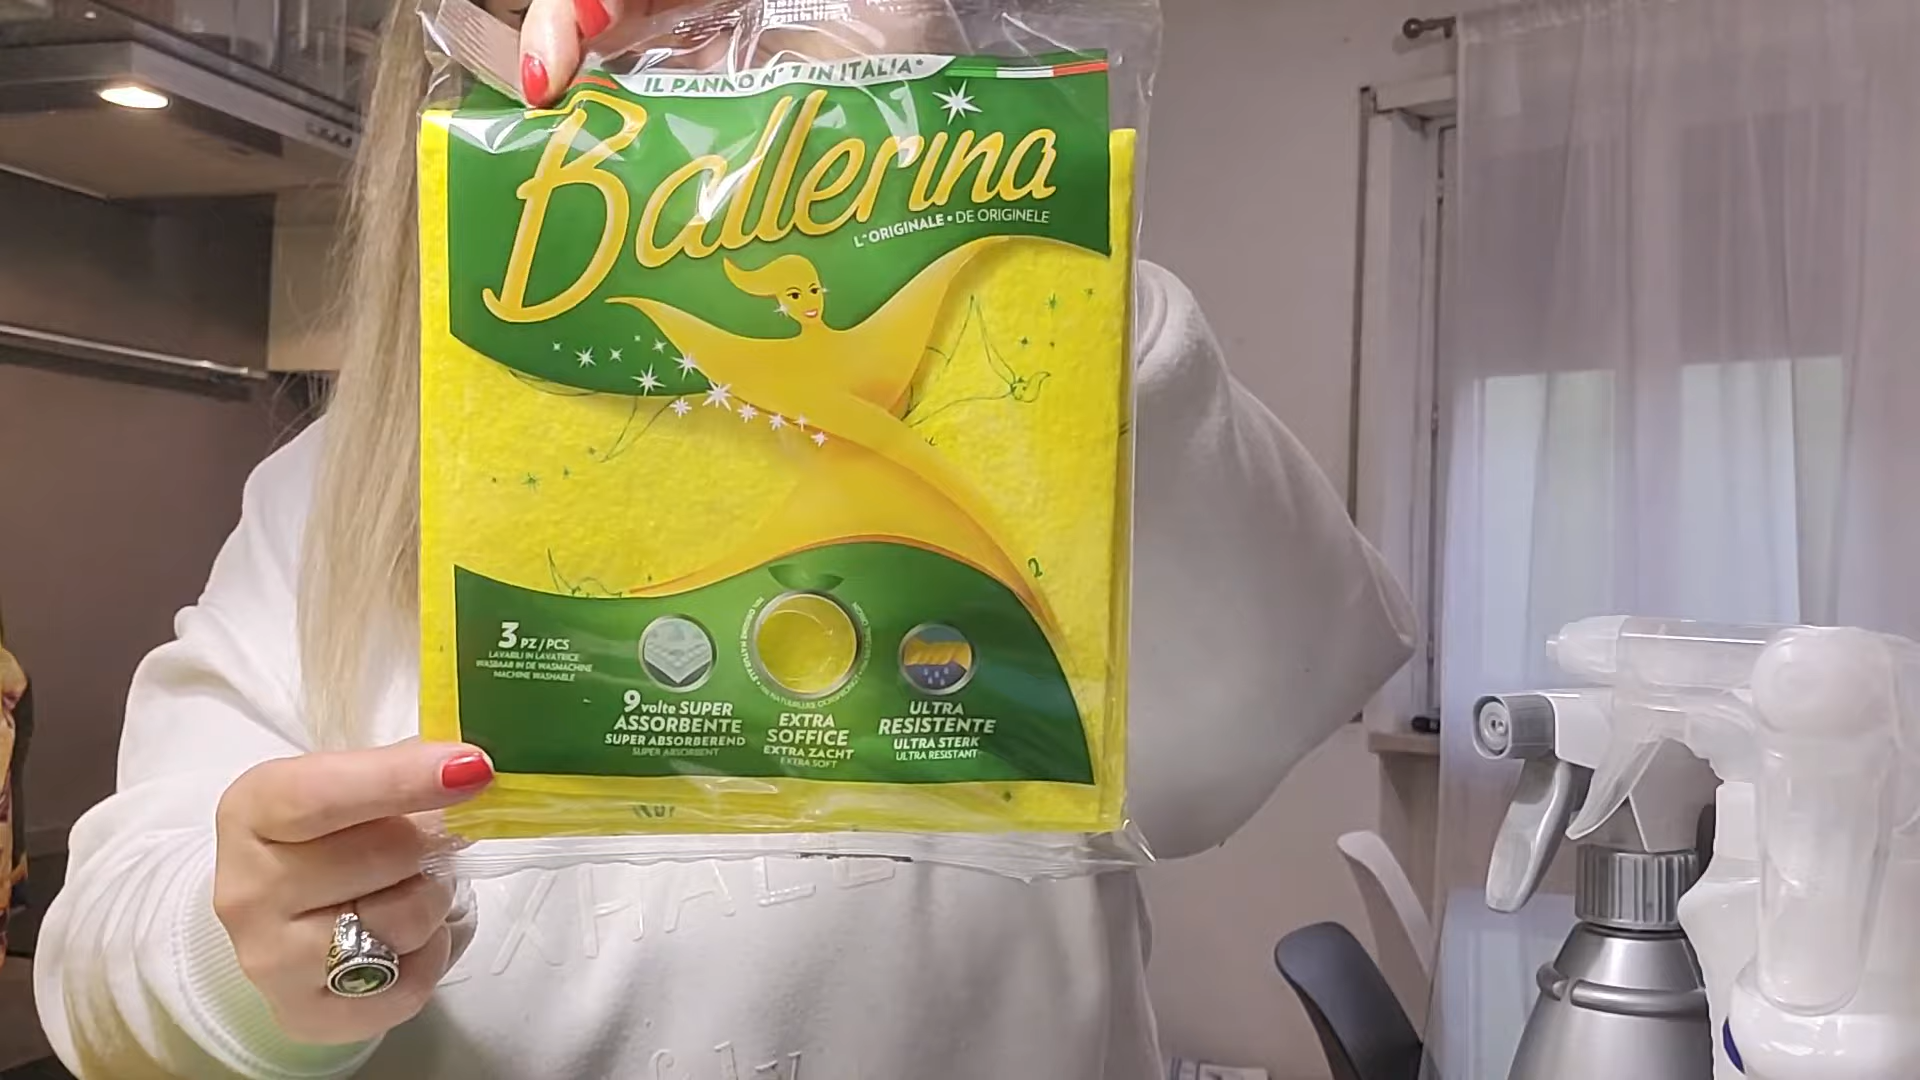 IL PANNO N°1 IN ITALIA*
Ballerina
L'ORIGINALE • DE ORIGINELE
3 PZ/PCS
LAVABILI IN LAVATRICE
WASBAAR IN DE WASMACHINE
MACHINE WASHABLE
9 volte SUPER
ASSORBENTE
SUPER ABSORBEREND
SUPER ABSORBENT
EXTRA
SOFFICE
EXTRA ZACHT
EXTRA SOFT
ULTRA
RESISTENTE
ULTRA STERK
ULTRA RESISTANT
EXHALE